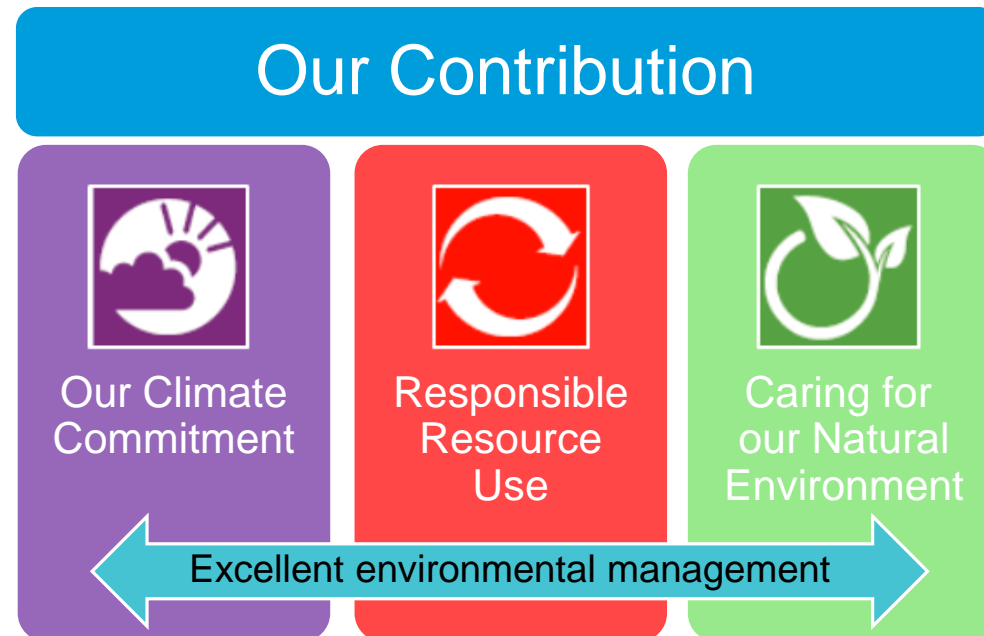 Our Contribution
Our Climate
Commitment
Responsible
Resource
Use
Caring for
our Natural
Environment
Excellent environmental management